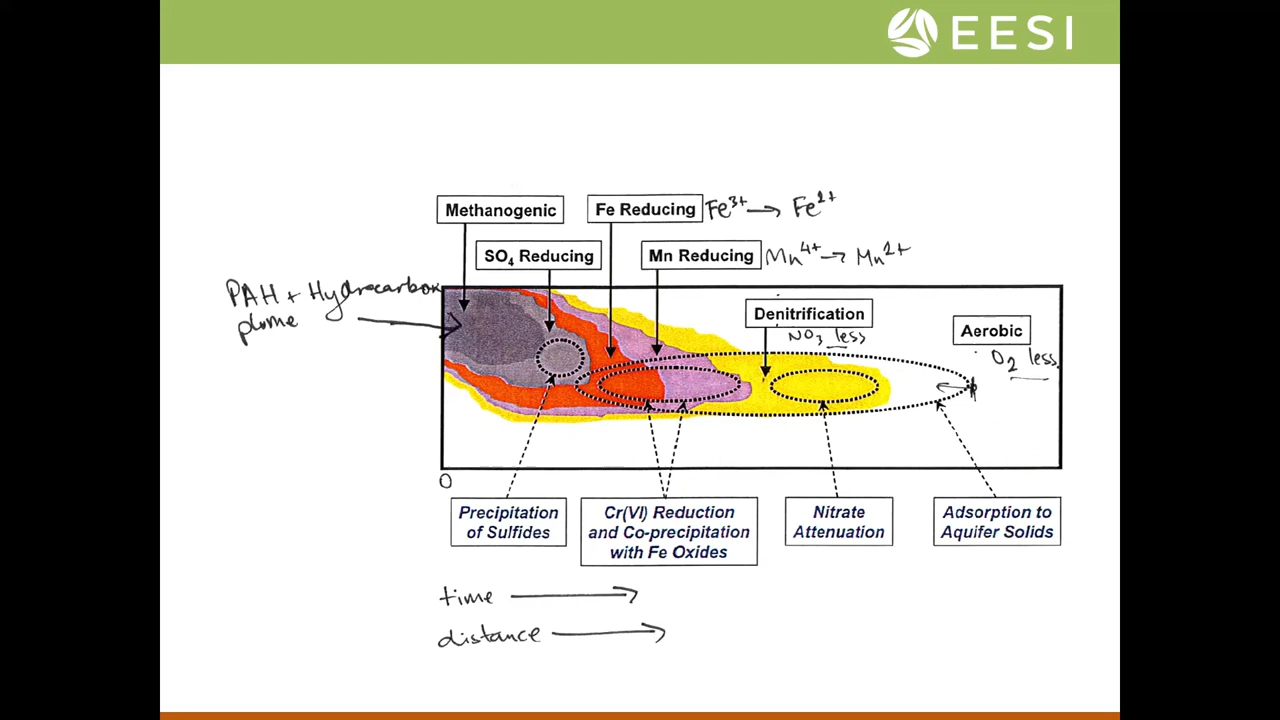 EESI
Methanogenic
Fe Reducing
Fe3+ → Fe2+
SO4 Reducing
Mn Reducing
Mn4+ → Mn2+
PAH + Hydrocarbon
plume
Denitrification
NO3 less
Aerobic
O2 less
0
Precipitation
of Sulfides
Cr(VI) Reduction
and Co-precipitation
with Fe Oxides
Nitrate
Attenuation
Adsorption to
Aquifer Solids
time →
distance →